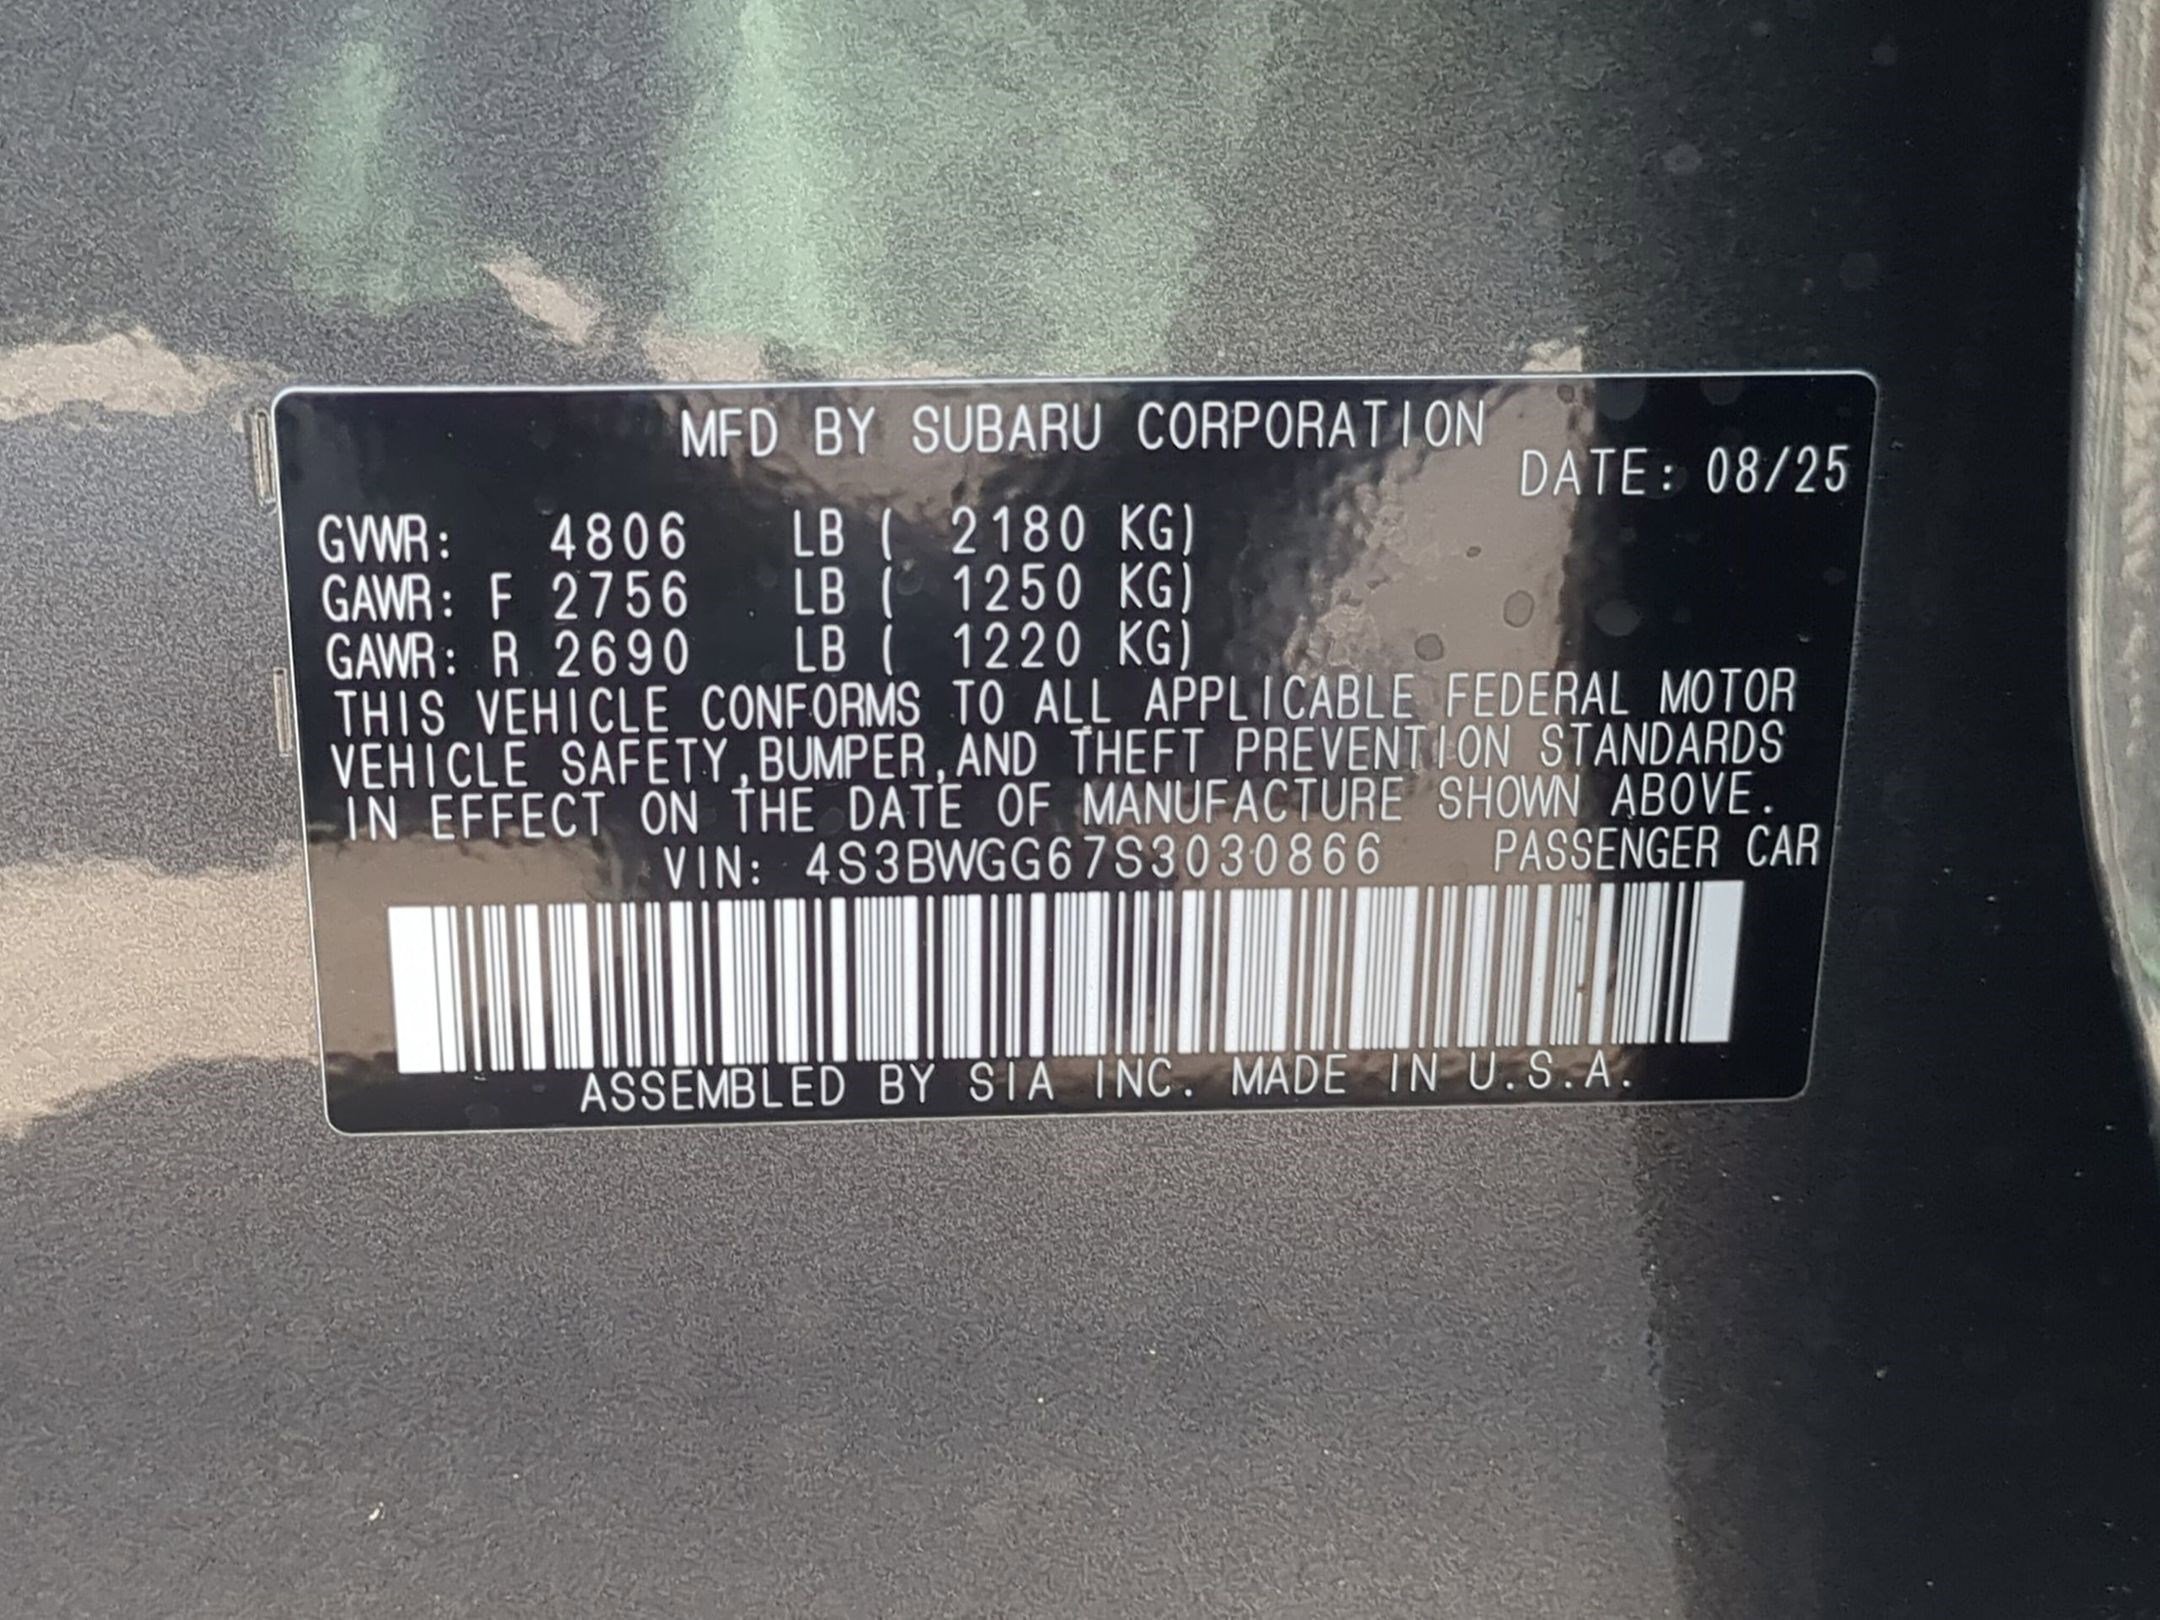 MFD BY SUBARU CORPORATION
DATE: 08/25
GVWR: 4806 LB ( 2180 KG)
GAWR: F 2756 LB ( 1250 KG)
GAWR: R 2690 LB ( 1220 KG)
THIS VEHICLE CONFORMS TO ALL APPLICABLE FEDERAL MOTOR
VEHICLE SAFETY,BUMPER,AND THEFT PREVENTION STANDARDS
IN EFFECT ON THE DATE OF MANUFACTURE SHOWN ABOVE.
VIN: 4S3BWGG67S3030866 PASSENGER CAR
ASSEMBLED BY SIA INC. MADE IN U.S.A.